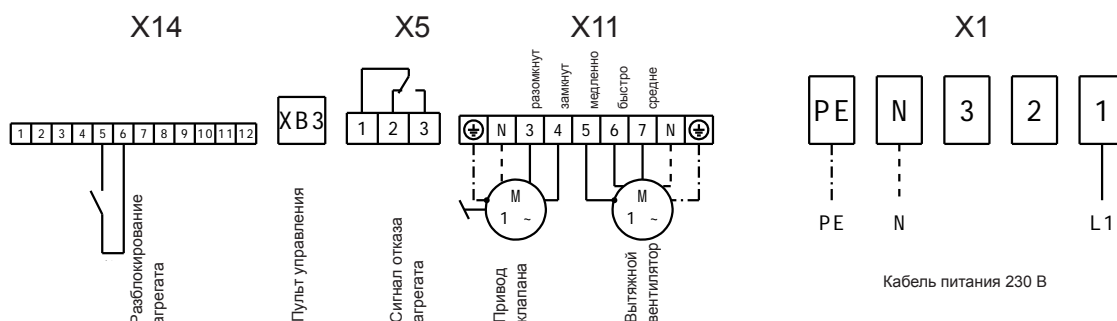 X14 X5 X11 X1
разомкнут
замкнут
медленно
быстро
средне
1 2 3 4 5 6 7 8 9 10 11 12
XB3
1 2 3
N 3 4 5 6 7 N
PE N 3 2 1
M
1 ~
M
1 ~
PE N L1
Разблокирование
агрегата
Пульт управления
Сигнал отказа
агрегата
Привод
клапана
Вытяжной
вентилятор
Кабель питания 230 В